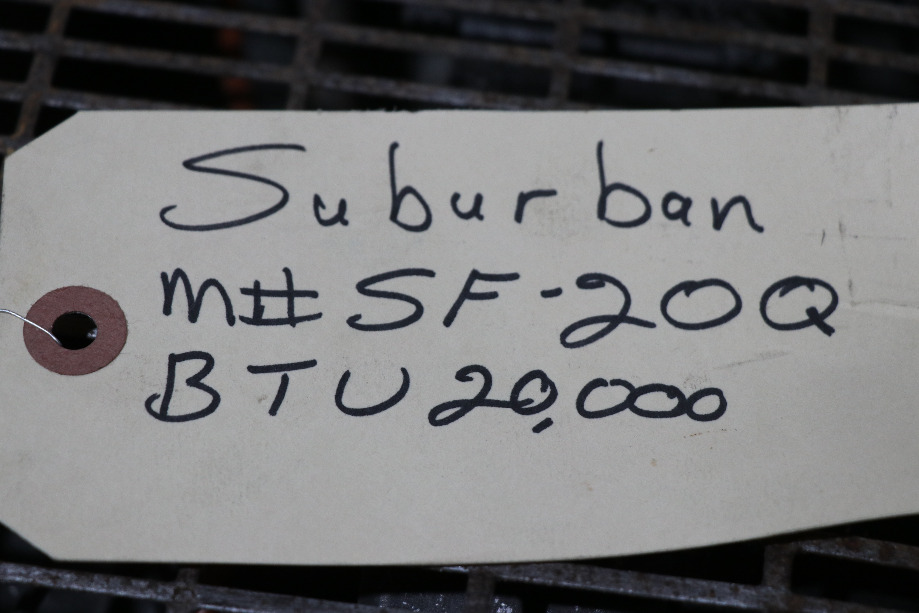 Suburban
M# SF-20Q
BTU 20,000